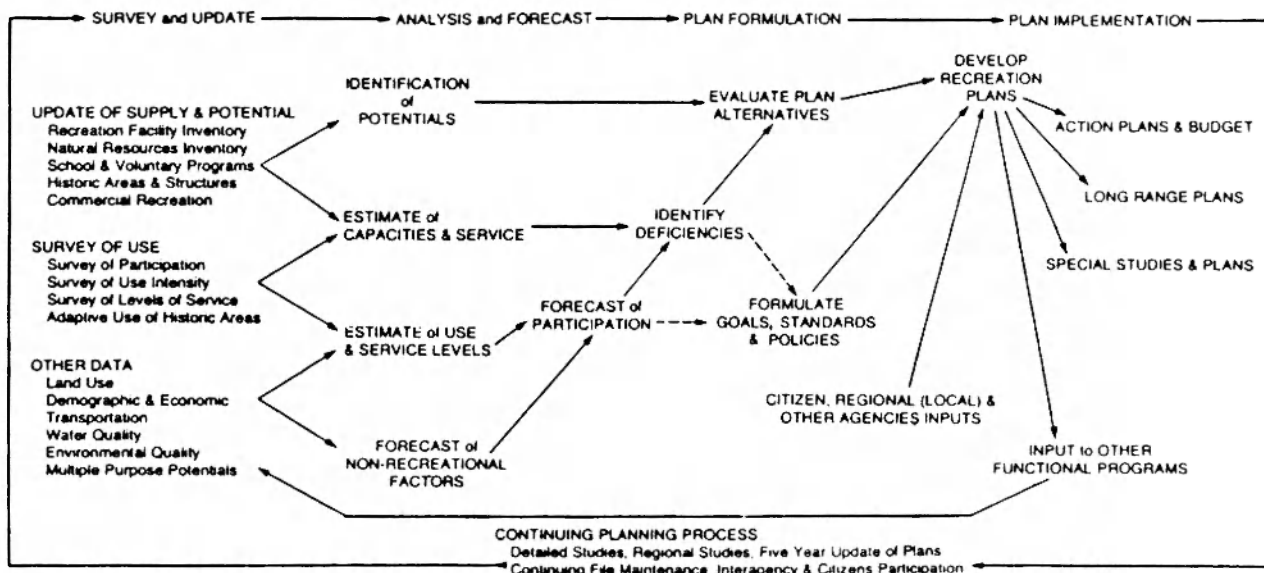 SURVEY and UPDATE
ANALYSIS and FORECAST
PLAN FORMULATION
PLAN IMPLEMENTATION
UPDATE OF SUPPLY & POTENTIAL
Recreation Facility Inventory
Natural Resources Inventory
School & Voluntary Programs
Historic Areas & Structures
Commercial Recreation
SURVEY OF USE
Survey of Participation
Survey of Use Intensity
Survey of Levels of Service
Adaptive Use of Historic Areas
OTHER DATA
Land Use
Demographic & Economic
Transportation
Water Quality
Environmental Quality
Multiple Purpose Potentials
IDENTIFICATION
of
POTENTIALS
ESTIMATE of
CAPACITIES & SERVICE
ESTIMATE of USE
& SERVICE LEVELS
FORECAST of
NON-RECREATIONAL
FACTORS
FORECAST of
PARTICIPATION
EVALUATE PLAN
ALTERNATIVES
IDENTIFY
DEFICIENCIES
FORMULATE
GOALS, STANDARDS
& POLICIES
CITIZEN, REGIONAL (LOCAL) &
OTHER AGENCIES INPUTS
DEVELOP
RECREATION
PLANS
ACTION PLANS & BUDGET
LONG RANGE PLANS
SPECIAL STUDIES & PLANS
INPUT to OTHER
FUNCTIONAL PROGRAMS
CONTINUING PLANNING PROCESS
Detailed Studies, Regional Studies, Five Year Update of Plans
Continuing File Maintenance, Interagency & Citizens Participation